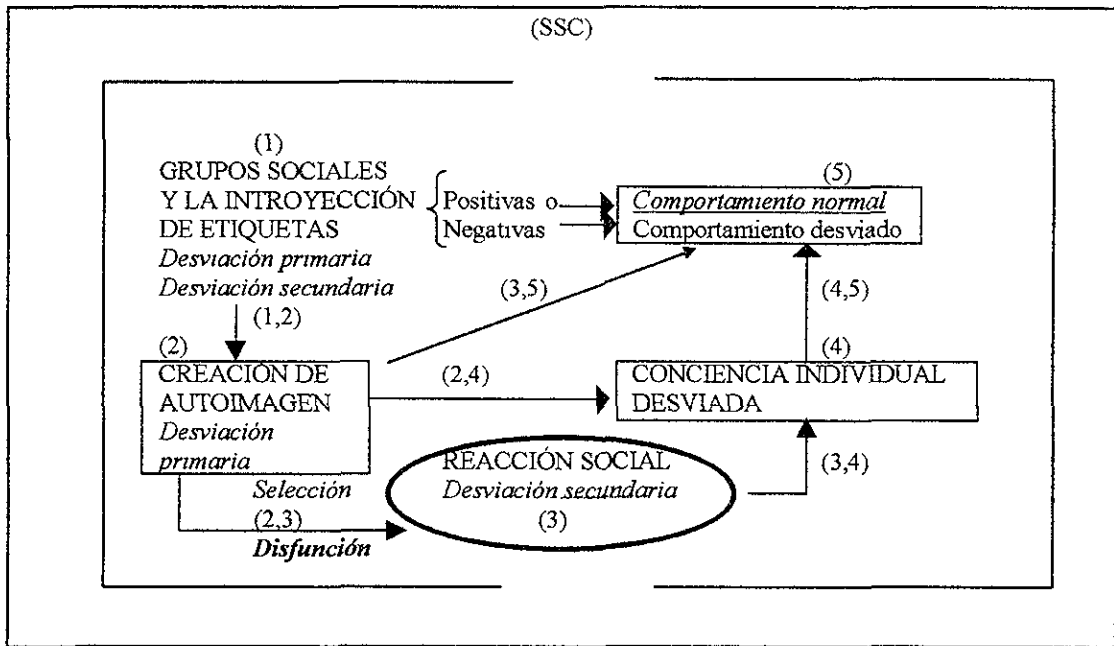 (SSC)
(1)
GRUPOS SOCIALES
Y LA INTROYECCIÓN
DE ETIQUETAS
Desviación primaria
Desviación secundaria
Positivas o
Negativas
(5)
Comportamiento normal
Comportamiento desviado
(1,2)
(3,5)
(4,5)
(2)
CREACIÓN DE
AUTOIMAGEN
Desviación
primaria
(2,4)
(4)
CONCIENCIA INDIVIDUAL
DESVIADA
Selección
(2,3)
Disfunción
REACCIÓN SOCIAL
Desviación secundaria
(3)
(3,4)